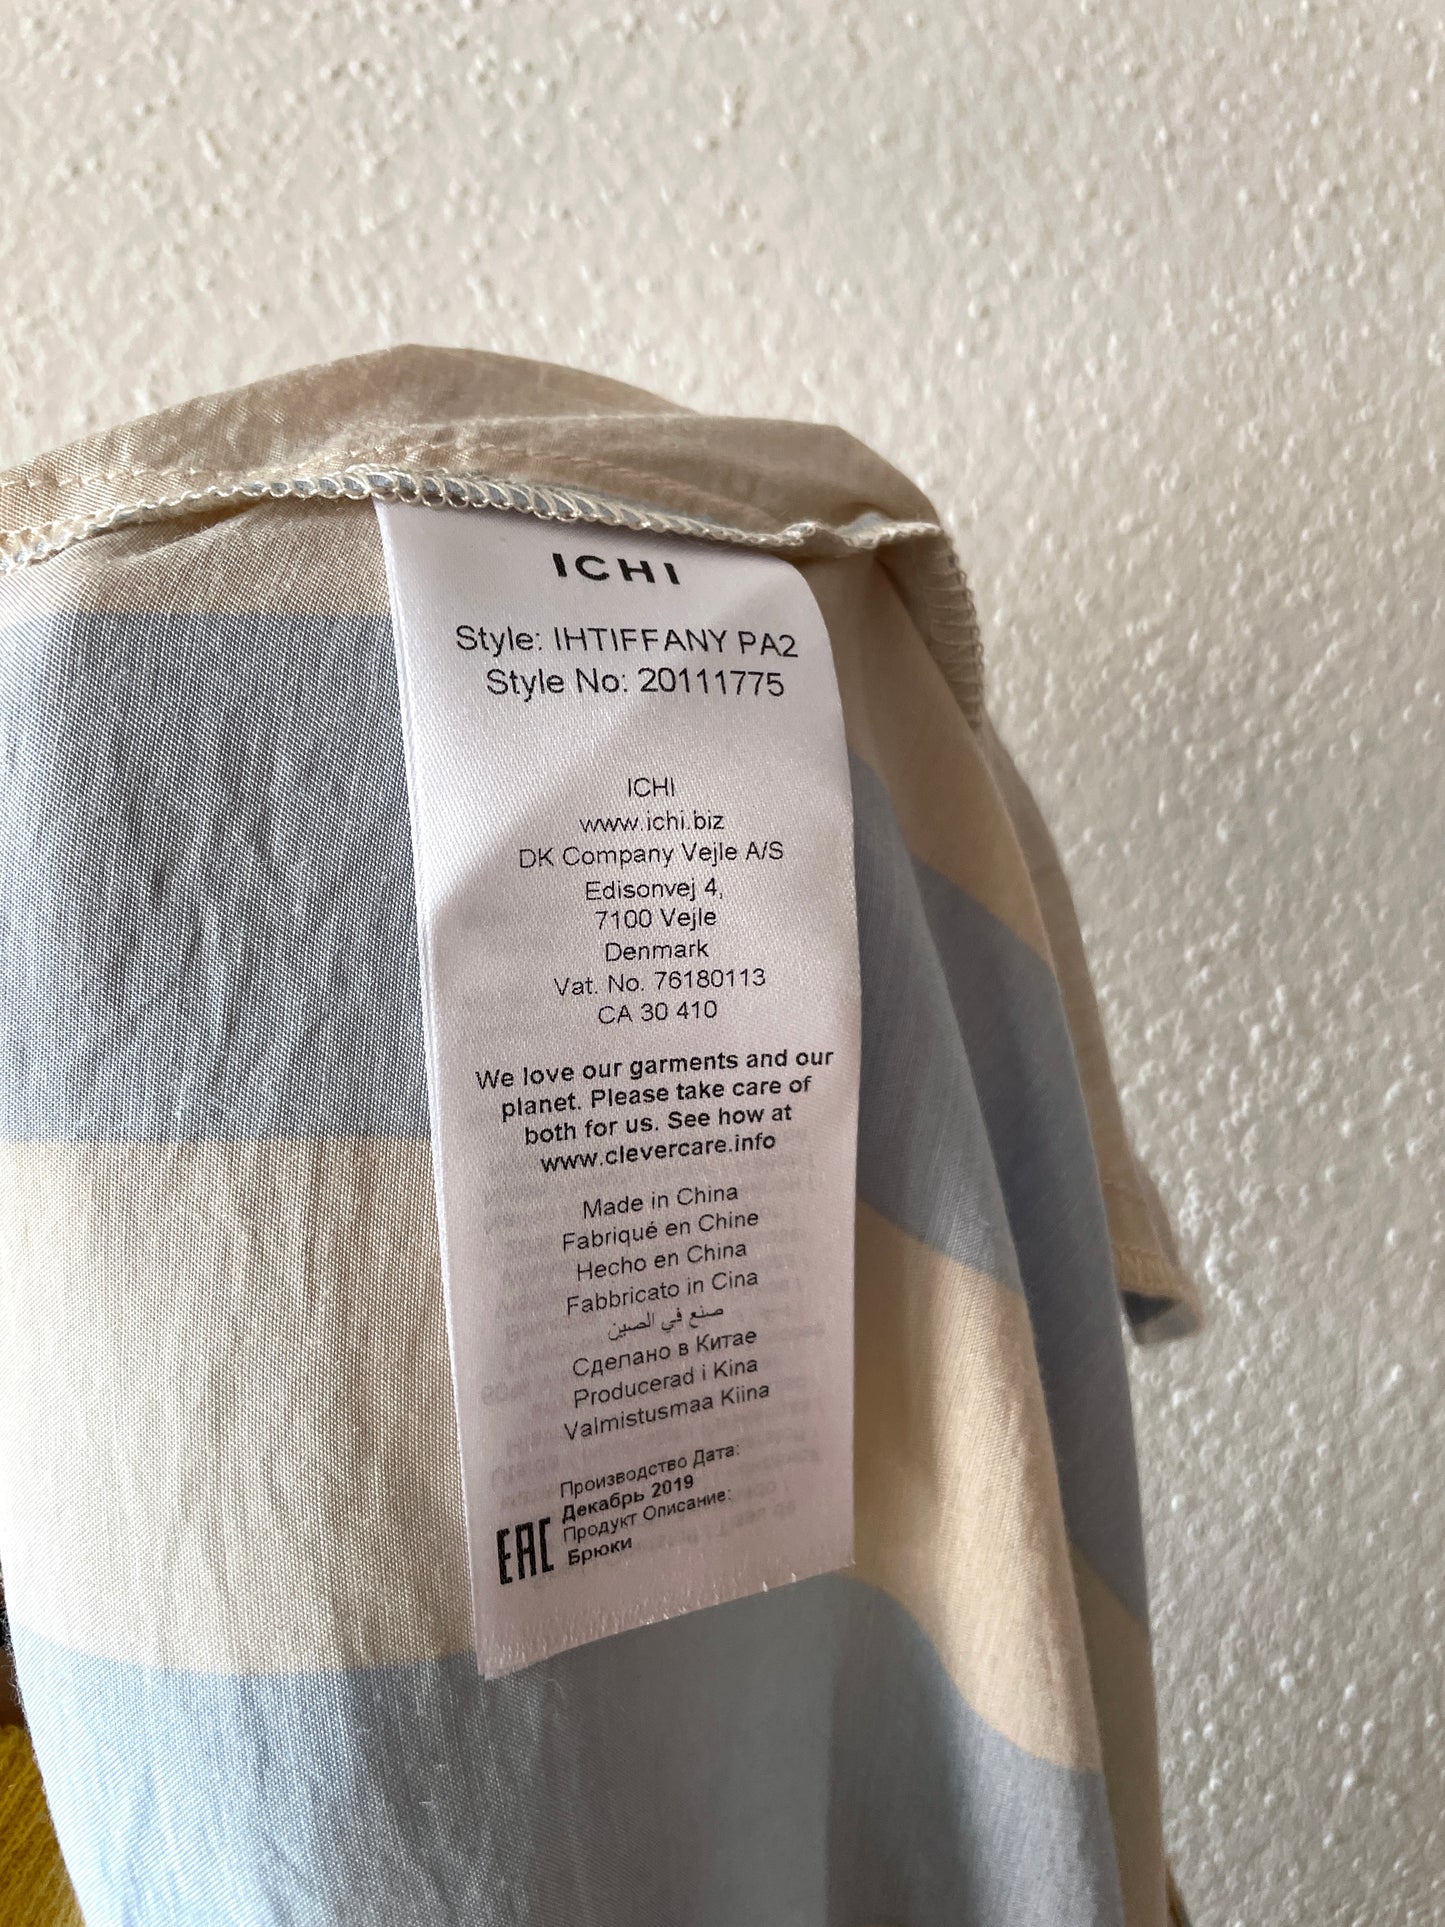 ICHI
Style: IHTIFFANY PA2
Style No: 20111775
ICHI
www.ichi.biz
DK Company Vejle A/S
Edisonvej 4,
7100 Vejle
Denmark
Vat. No. 76180113
CA 30 410
We love our garments and our
planet. Please take care of
both for us. See how at
www.clevercare.info
Made in China
Fabriqué en Chine
Hecho en China
Fabbricato in Cina
صنع في الصين
Сделано в Китае
Producerad i Kina
Valmistusmaa Kiina
Производство Дата:
Декабрь 2019
Продукт Описание:
Брюки
EAC